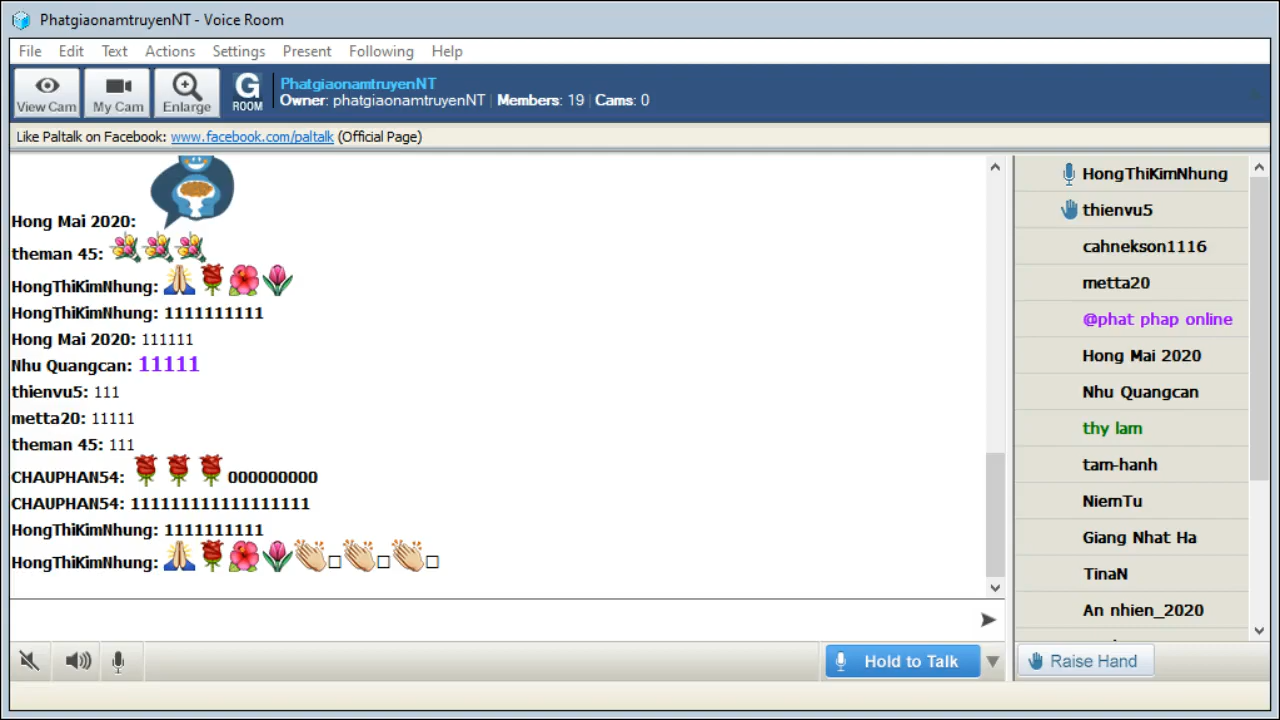 PhatgiaonamtruyenNT - Voice Room
File Edit Text Actions Settings Present Following Help
View Cam My Cam Enlarge G ROOM
PhatgiaonamtruyenNT
Owner: phatgiaonamtruyenNT | Members: 19 | Cams: 0
Like Paltalk on Facebook: www.facebook.com/paltalk (Official Page)
Hong Mai 2020:
theman 45:
HongThiKimNhung:
HongThiKimNhung: 1111111111
Hong Mai 2020: 111111
Nhu Quangcan: 11111
thienvu5: 111
metta20: 11111
theman 45: 111
CHAUPHAN54: 000000000
CHAUPHAN54: 111111111111111111
HongThiKimNhung: 1111111111
HongThiKimNhung:
HongThiKimNhung
thienvu5
cahnekson1116
metta20
@phat phap online
Hong Mai 2020
Nhu Quangcan
thy lam
tam-hanh
NiemTu
Giang Nhat Ha
TinaN
An nhien_2020
Hold to Talk
Raise Hand